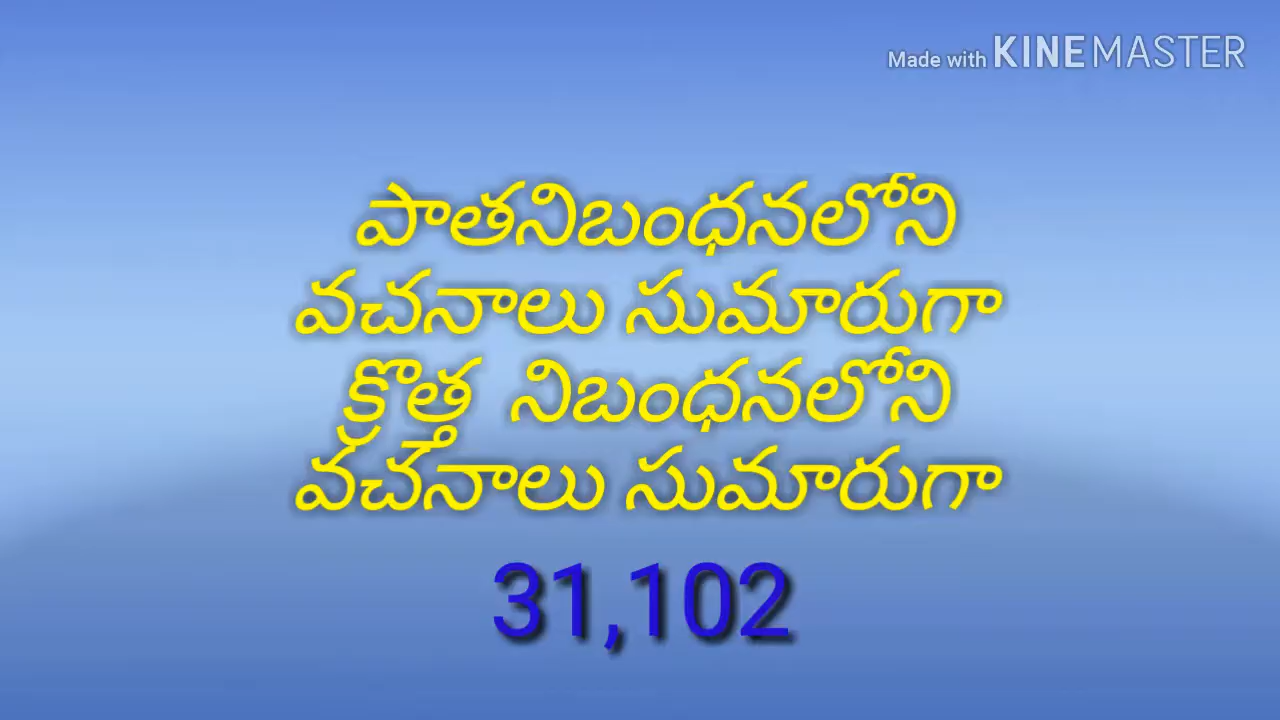 Made with KINEMASTER
పాతనిబంధనలోని
వచనాలు సుమారుగా
క్రొత్త నిబంధనలోని
వచనాలు సుమారుగా
31,102